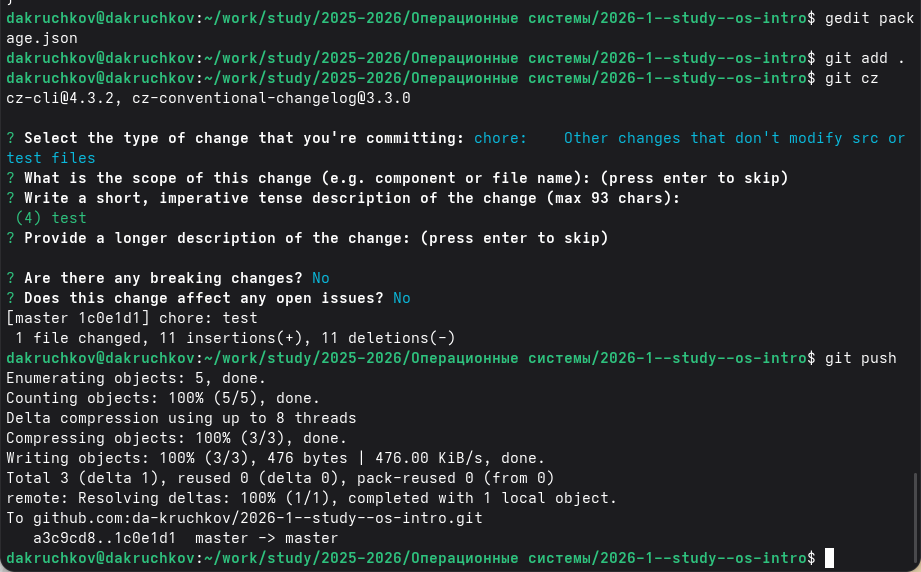 dakruchkov@dakruchkov:~/work/study/2025-2026/Операционные системы/2026-1--study--os-intro$ gedit pack
age.json
dakruchkov@dakruchkov:~/work/study/2025-2026/Операционные системы/2026-1--study--os-intro$ git add .
dakruchkov@dakruchkov:~/work/study/2025-2026/Операционные системы/2026-1--study--os-intro$ git cz
cz-cli@4.3.2, cz-conventional-changelog@3.3.0
? Select the type of change that you're committing: chore:    Other changes that don't modify src or
test files
? What is the scope of this change (e.g. component or file name): (press enter to skip)
? Write a short, imperative tense description of the change (max 93 chars):
(4) test
? Provide a longer description of the change: (press enter to skip)
? Are there any breaking changes? No
? Does this change affect any open issues? No
[master 1c0e1d1] chore: test
1 file changed, 11 insertions(+), 11 deletions(-)
dakruchkov@dakruchkov:~/work/study/2025-2026/Операционные системы/2026-1--study--os-intro$ git push
Enumerating objects: 5, done.
Counting objects: 100% (5/5), done.
Delta compression using up to 8 threads
Compressing objects: 100% (3/3), done.
Writing objects: 100% (3/3), 476 bytes | 476.00 KiB/s, done.
Total 3 (delta 1), reused 0 (delta 0), pack-reused 0 (from 0)
remote: Resolving deltas: 100% (1/1), completed with 1 local object.
To github.com:da-kruchkov/2026-1--study--os-intro.git
a3c9cd8..1c0e1d1  master -> master
dakruchkov@dakruchkov:~/work/study/2025-2026/Операционные системы/2026-1--study--os-intro$